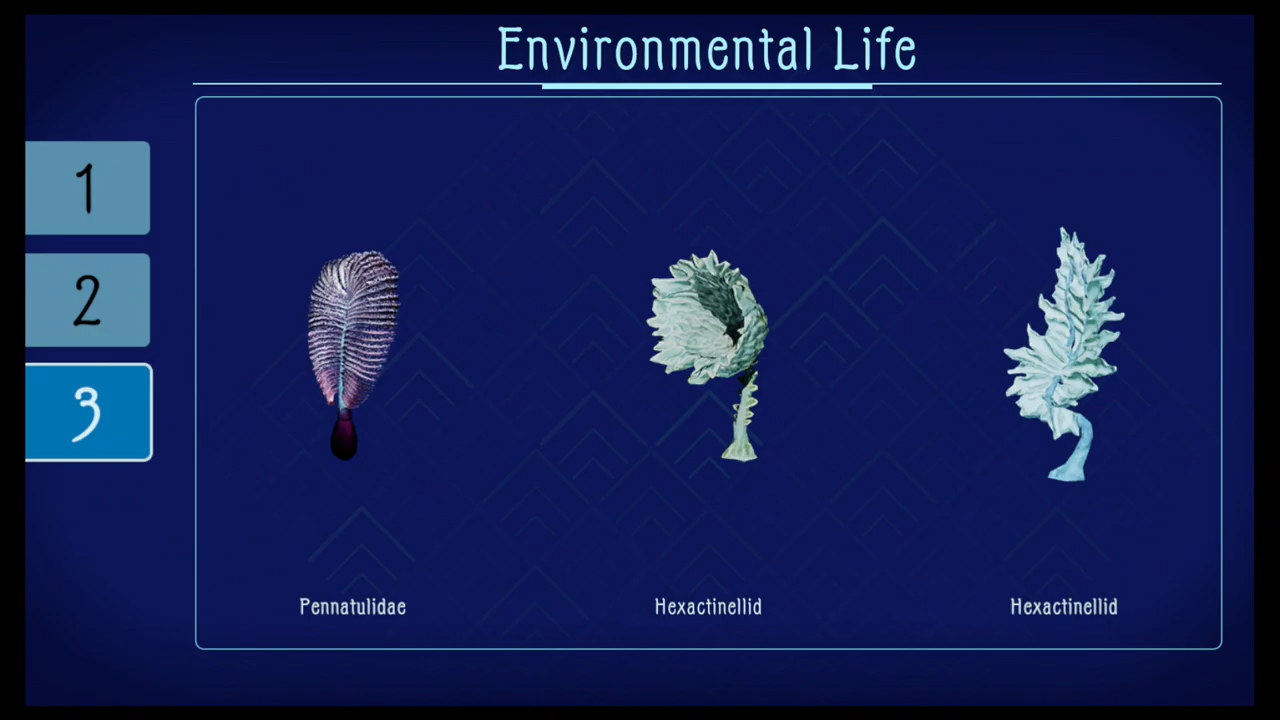 Environmental Life
1
2
3
Pennatulidae
Hexactinellid
Hexactinellid